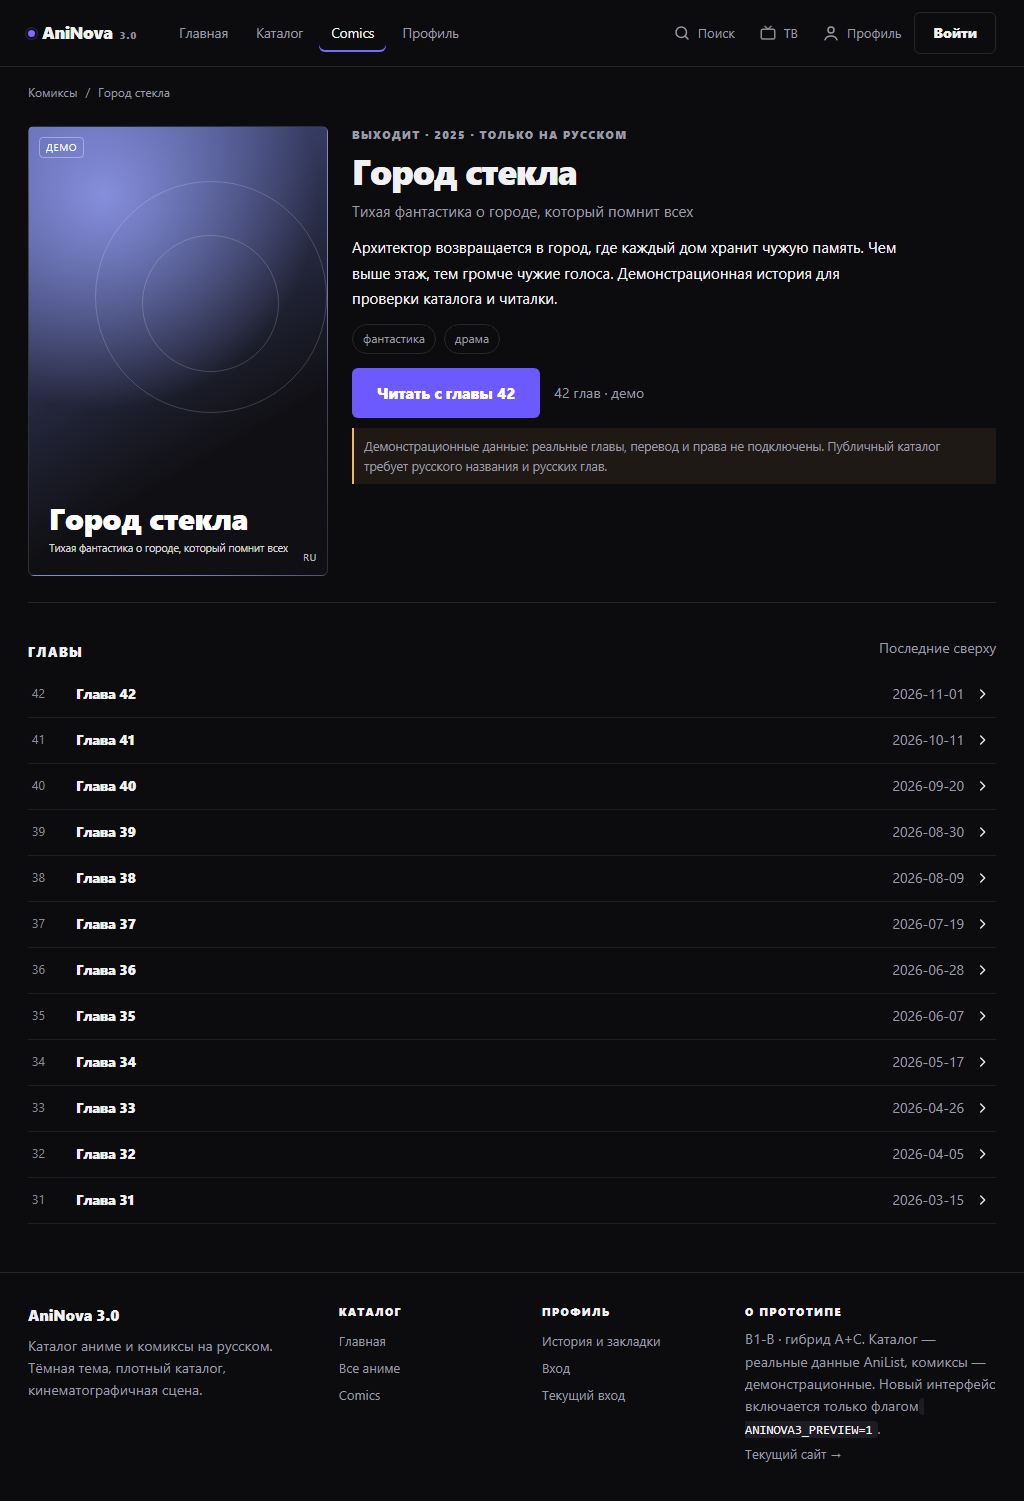 AniNova 3.0 Главная Каталог Comics Профиль Поиск ТВ Профиль Войти
Комиксы / Город стекла
ДЕМО
Город стекла
Тихая фантастика о городе, который помнит всех
RU
ВЫХОДИТ · 2025 · ТОЛЬКО НА РУССКОМ
Город стекла
Тихая фантастика о городе, который помнит всех
Архитектор возвращается в город, где каждый дом хранит чужую память. Чем
выше этаж, тем громче чужие голоса. Демонстрационная история для
проверки каталога и читалки.
фантастика драма
Читать с главы 42 42 глав · демо
Демонстрационные данные: реальные главы, перевод и права не подключены. Публичный каталог
требует русского названия и русских глав.
ГЛАВЫ Последние сверху
42 Глава 42 2026-11-01
41 Глава 41 2026-10-11
40 Глава 40 2026-09-20
39 Глава 39 2026-08-30
38 Глава 38 2026-08-09
37 Глава 37 2026-07-19
36 Глава 36 2026-06-28
35 Глава 35 2026-06-07
34 Глава 34 2026-05-17
33 Глава 33 2026-04-26
32 Глава 32 2026-04-05
31 Глава 31 2026-03-15
AniNova 3.0
Каталог аниме и комиксы на русском.
Тёмная тема, плотный каталог,
кинематографичная сцена.
КАТАЛОГ
Главная
Все аниме
Comics
ПРОФИЛЬ
История и закладки
Вход
Текущий вход
О ПРОТОТИПЕ
B1-B · гибрид A+C. Каталог —
реальные данные AniList, комиксы —
демонстрационные. Новый интерфейс
включается только флагом
ANINOVA3_PREVIEW=1 .
Текущий сайт →